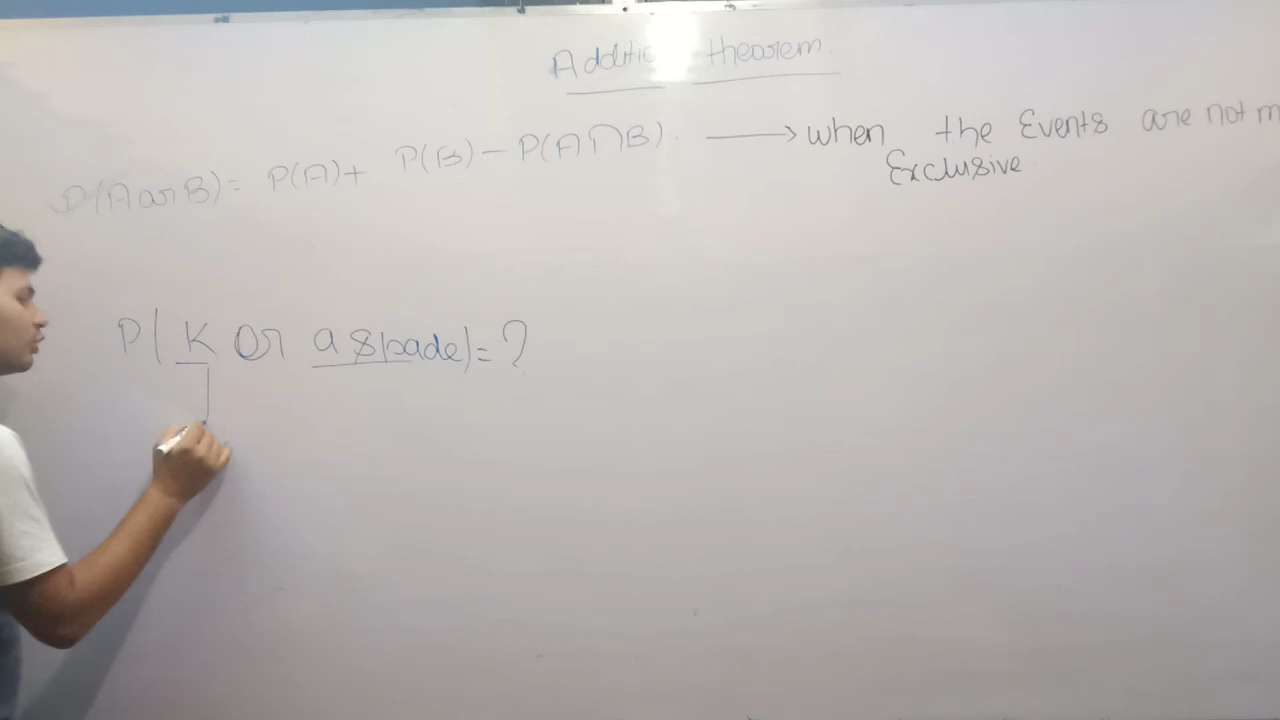 Addition theorem
P(A or B) = P(A) + P(B) - P(A∩B) → when the Events are not m
Exclusive
P(K or a spade) = ?